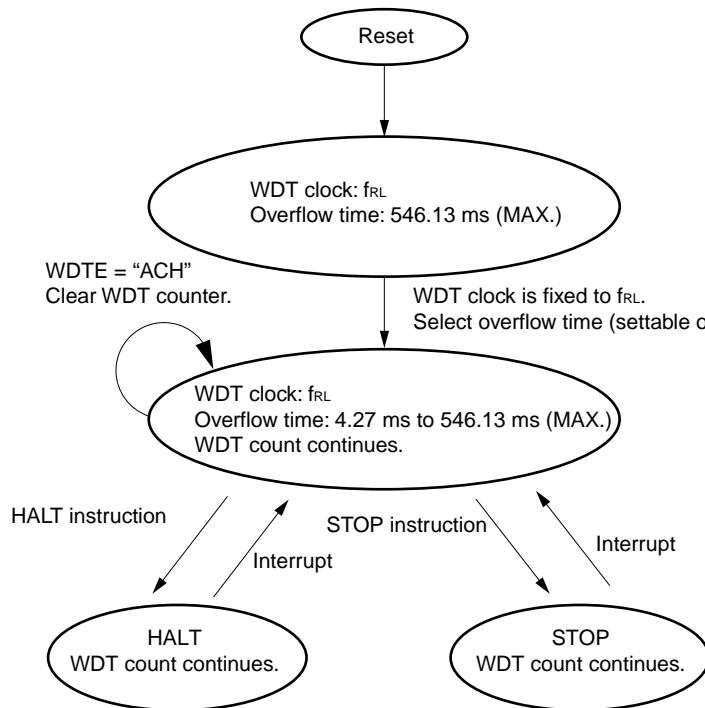 Reset
WDT clock: fRL
Overflow time: 546.13 ms (MAX.)
WDTE = “ACH”
Clear WDT counter.
WDT clock is fixed to fRL.
Select overflow time (settable o
WDT clock: fRL
Overflow time: 4.27 ms to 546.13 ms (MAX.)
WDT count continues.
HALT instruction
STOP instruction
Interrupt
Interrupt
HALT
WDT count continues.
STOP
WDT count continues.